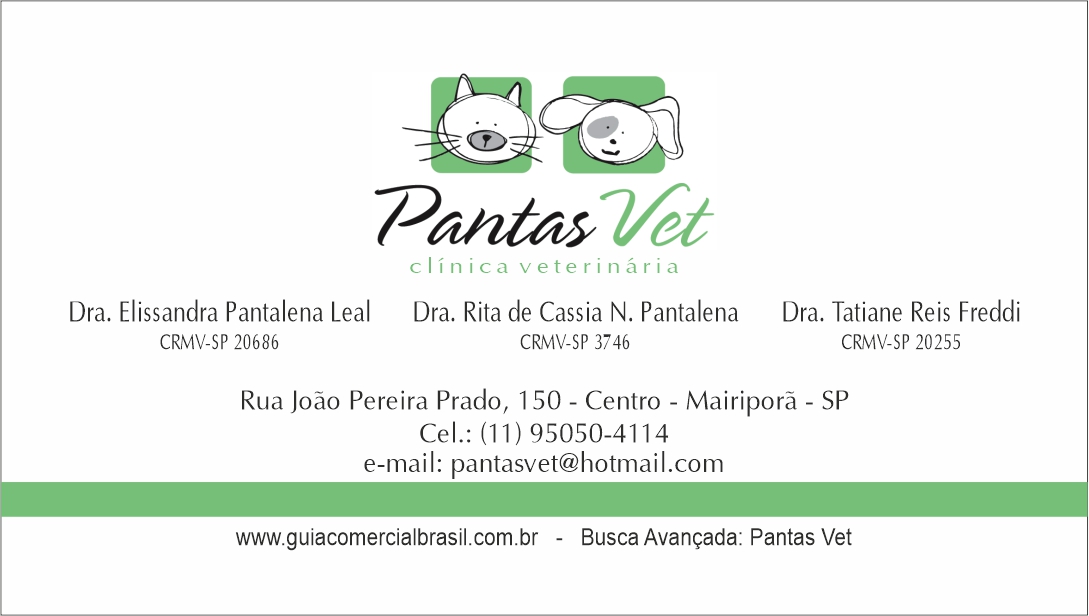 Pantas Vet
clínica veterinária
Dra. Elissandra Pantalena Leal Dra. Rita de Cassia N. Pantalena Dra. Tatiane Reis Freddi
CRMV-SP 20686 CRMV-SP 3746 CRMV-SP 20255
Rua João Pereira Prado, 150 - Centro - Mairiporã - SP
Cel.: (11) 95050-4114
e-mail: pantasvet@hotmail.com
www.guiacomercialbrasil.com.br - Busca Avançada: Pantas Vet